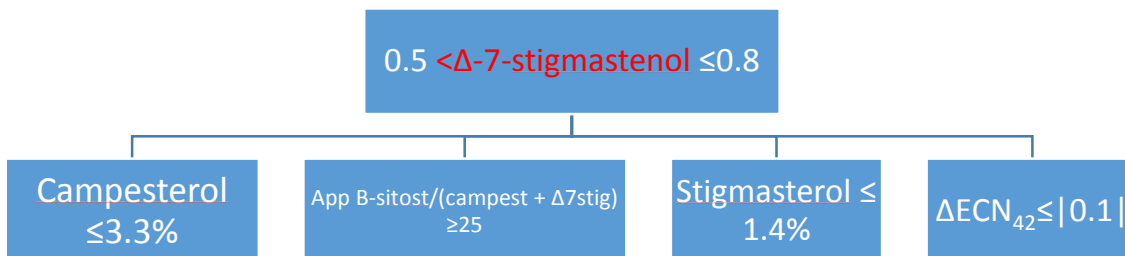 0.5 <Δ-7-stigmastenol ≤0.8
Campesterol
≤3.3%
App B-sitost/(campest + Δ7stig)
≥25
Stigmasterol ≤
1.4%
ΔECN₄₂≤|0.1|